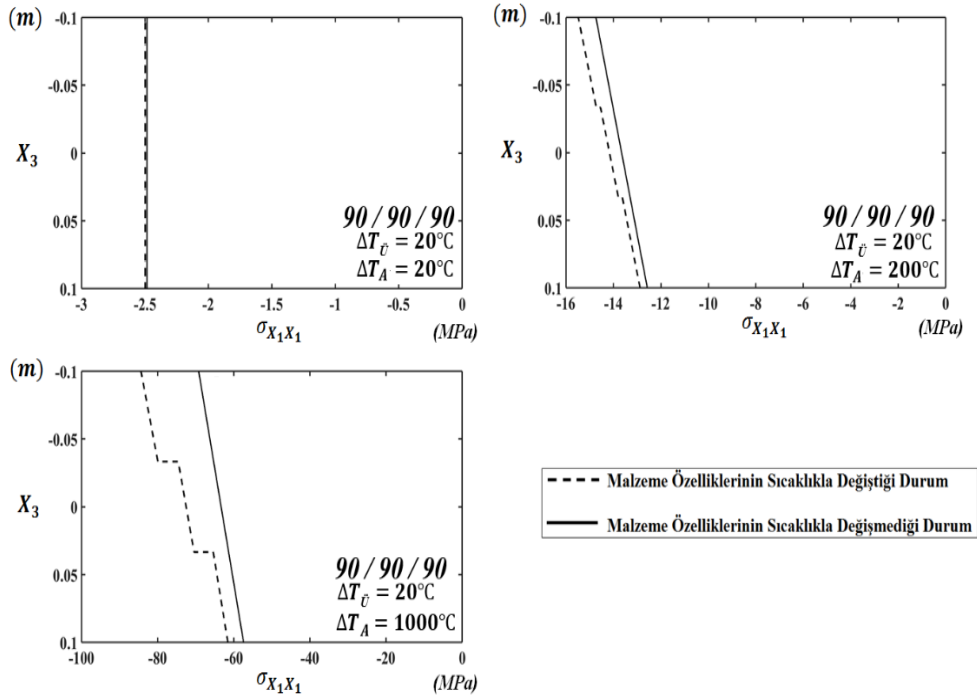 (m)
-0.1
-0.05
X3
0
0.05
0.1
90 / 90 / 90
ΔTÜ = 20°C
ΔTA = 20°C
-3 -2.5 -2 -1.5 -1 -0.5 0
σX1X1 (MPa)
(m)
-0.1
-0.05
X3
0
0.05
0.1
90 / 90 / 90
ΔTÜ = 20°C
ΔTA = 200°C
-16 -14 -12 -10 -8 -6 -4 -2 0
σX1X1 (MPa)
(m)
-0.1
-0.05
X3
0
0.05
0.1
90 / 90 / 90
ΔTÜ = 20°C
ΔTA = 1000°C
-100 -80 -60 -40 -20 0
σX1X1 (MPa)
Malzeme Özelliklerinin Sıcaklıkla Değiştiği Durum
Malzeme Özelliklerinin Sıcaklıkla Değişmediği Durum